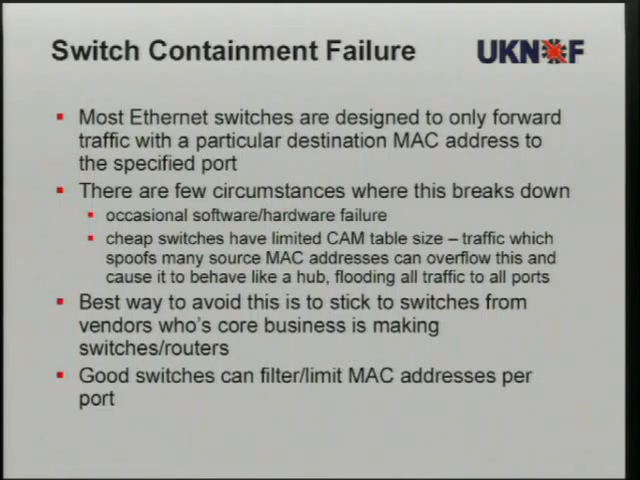 Switch Containment Failure
UKNOF
Most Ethernet switches are designed to only forward
traffic with a particular destination MAC address to
the specified port
There are few circumstances where this breaks down
occasional software/hardware failure
cheap switches have limited CAM table size – traffic which
spoofs many source MAC addresses can overflow this and
cause it to behave like a hub, flooding all traffic to all ports
Best way to avoid this is to stick to switches from
vendors who's core business is making
switches/routers
Good switches can filter/limit MAC addresses per
port